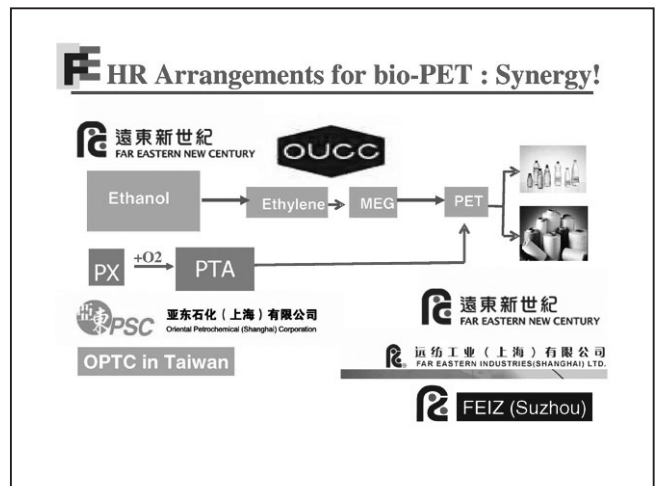 FE HR Arrangements for bio-PET : Synergy!
遠東新世紀
FAR EASTERN NEW CENTURY
OUCC
Ethanol
Ethylene
MEG
PET
PX
+O2
PTA
PSC
亚东石化（上海）有限公司
Oriental Petrochemical (Shanghai) Corporation
OPTC in Taiwan
遠東新世紀
FAR EASTERN NEW CENTURY
远纺工业（上海）有限公司
FAR EASTERN INDUSTRIES(SHANGHAI) LTD.
FEIZ (Suzhou)